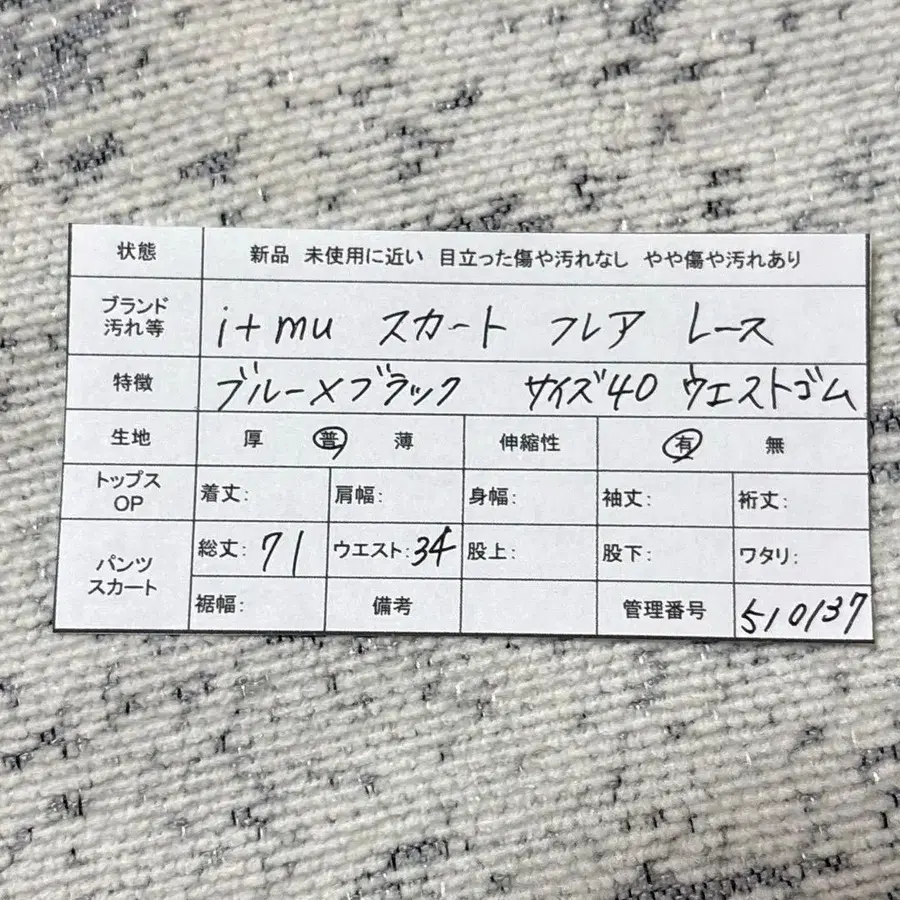 状態 新品 未使用に近い 目立った傷や汚れなし やや傷や汚れあり
ブランド
汚れ等 i+mu スカート フレア レース
特徴 ブルー×ブラック サイズ40 ウエストゴム
生地 厚 普 薄 伸縮性 有 無
トップス
OP 着丈: 肩幅: 身幅: 袖丈: 裄丈:
パンツ
スカート 総丈: 71 ウエスト: 34 股上: 股下: ワタリ:
裾幅: 備考 管理番号 510137